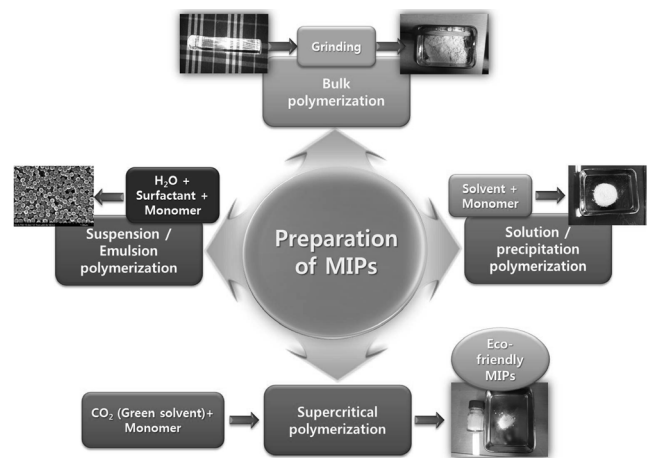 Grinding
Bulk
polymerization
H₂O +
Surfactant +
Monomer
Suspension /
Emulsion
polymerization
Preparation
of MIPs
Solvent +
Monomer
Solution /
precipitation
polymerization
Eco-
friendly
MIPs
CO₂ (Green solvent)+
Monomer
Supercritical
polymerization